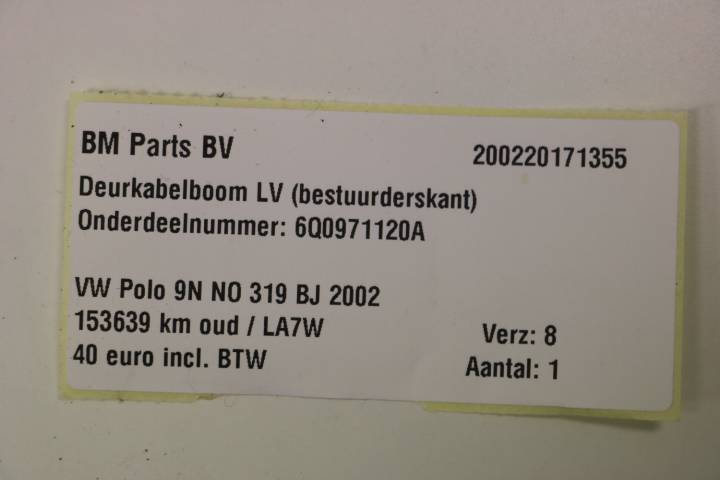 BM Parts BV 200220171355
Deurkabelboom LV (bestuurderskant)
Onderdeelnummer: 6Q0971120A
VW Polo 9N NO 319 BJ 2002
153639 km oud / LA7W Verz: 8
40 euro incl. BTW Aantal: 1